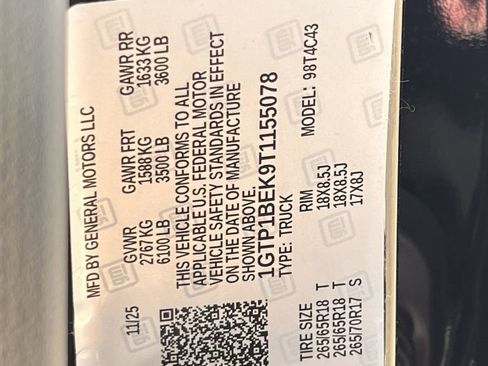 MFD BY GENERAL MOTORS LLC
11/25 GVWR GAWR FRT GAWR RR
2767 KG 1588KG 1633 KG
6100 LB 3500 LB 3600 LB
THIS VEHICLE CONFORMS TO ALL
APPLICABLE U.S. FEDERAL MOTOR
VEHICLE SAFETY STANDARDS IN EFFECT
ON THE DATE OF MANUFACTURE
SHOWN ABOVE.
1GTP1BEK9T1155078
TYPE: TRUCK MODEL: 98T4C43
TIRE SIZE RIM
265/65R18 T 18X8.5J
265/65R18 T 18X8.5J
265/70R17 S 17X8J